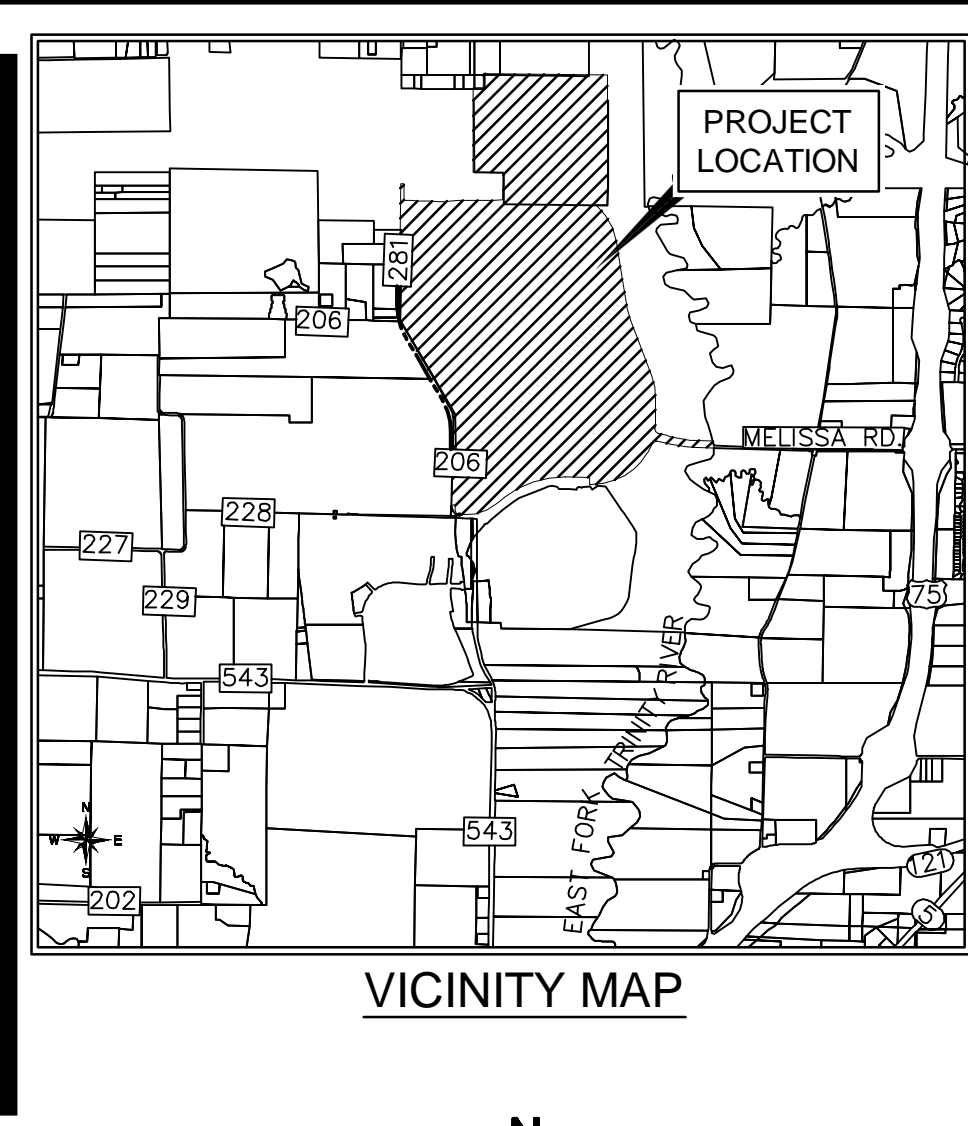 PROJECT
LOCATION
281
206
206
MELISSA RD.
228
227
229
75
543
EAST FORK TRINITY RIVER
543
N
W E
S
121
5
202
VICINITY MAP
N